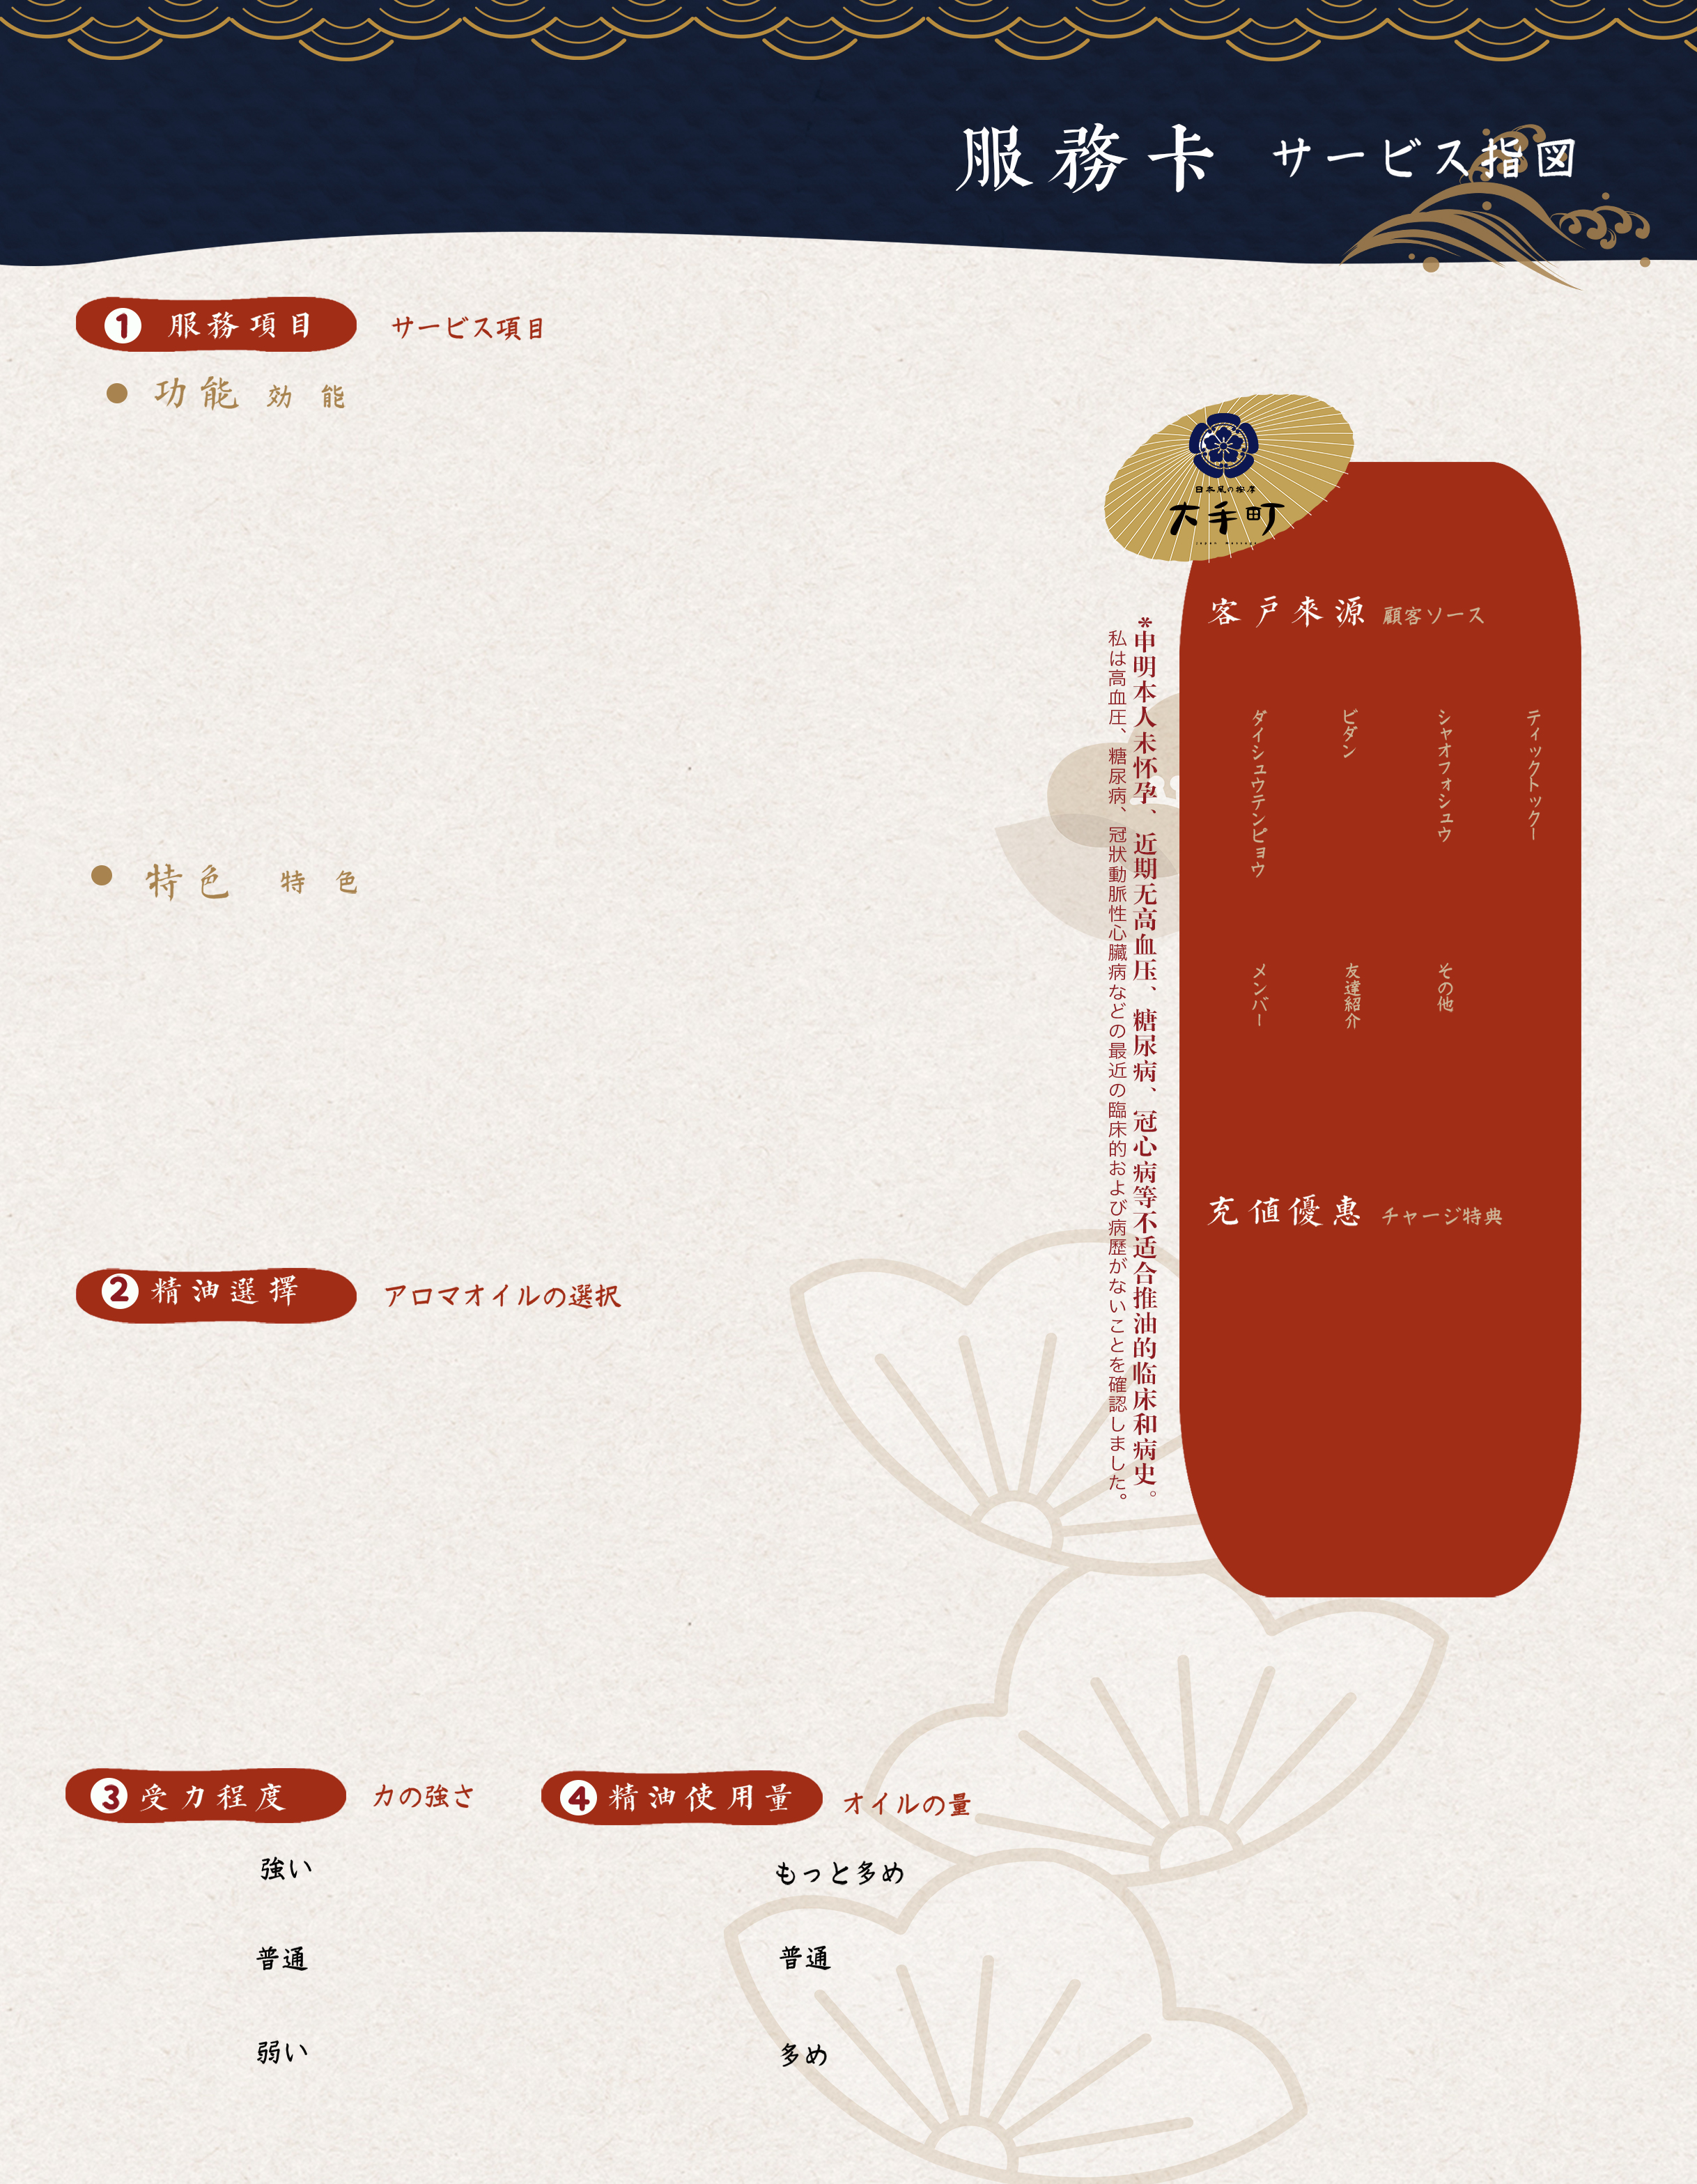 服務卡 サービス指図
1 服務項目 サービス項目
功能 効能
特色 特色
2 精油選擇 アロマオイルの選択
3 受力程度 力の強さ
強い
普通
弱い
4 精油使用量 オイルの量
もっと多め
普通
多め
日本風の按摩
大手町
*申明本人未怀孕、近期无高血压、糖尿病、冠心病等不适合推油的临床和病史。
私は高血圧、糖尿病、冠狀動脈性心臟病などの最近の臨床的および病歴がないことを確認しました。
客戸來源 顧客ソース
ダイシュウテンピョウ
ビダン
シャオフォシュウ
ティックトックー
メンバー
友達紹介
その他
充値優惠 チャージ特典